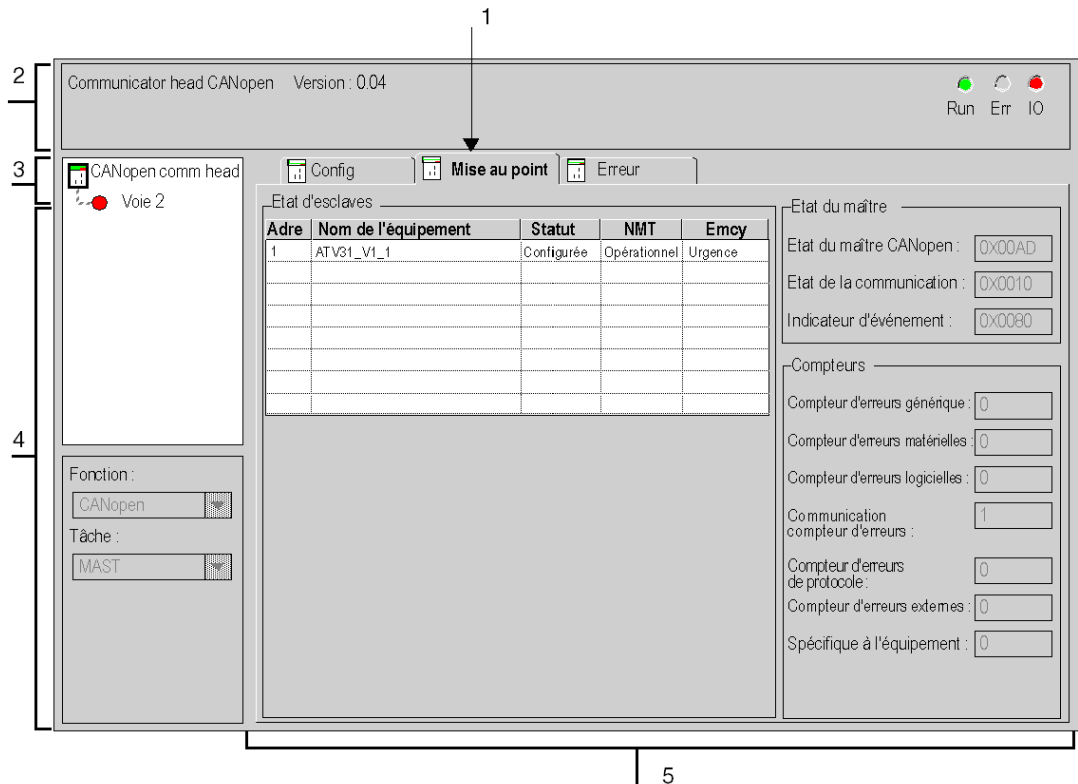 1
2
Communicator head CANopen Version : 0.04
Run Err IO
3
CANopen comm head
Voie 2
Config
Mise au point
Erreur
4
Etat d'esclaves
Adre Nom de l'équipement Statut NMT Emcy
1 ATV31_V1_1 Configurée Opérationnel Urgence
Etat du maître
Etat du maître CANopen : 0X00AD
Etat de la communication : 0X0010
Indicateur d'événement : 0X0080
Compteurs
Compteur d'erreurs générique : 0
Compteur d'erreurs matérielles : 0
Compteur d'erreurs logicielles : 0
Communication
compteur d'erreurs : 1
Compteur d'erreurs
de protocole : 0
Compteur d'erreurs externes : 0
Spécifique à l'équipement : 0
Fonction :
CANopen
Tâche :
MAST
5